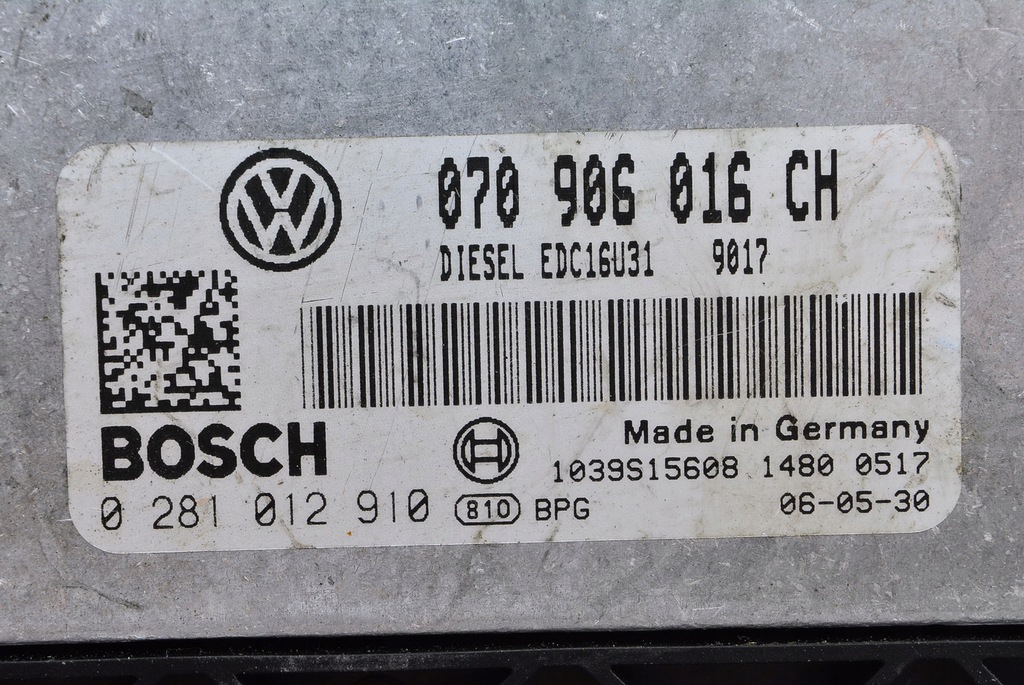 070 906 016 CH
DIESEL EDC16U31 9017
BOSCH
Made in Germany
1039S15608 1480 0517
0 281 012 910 810 BPG 06-05-30